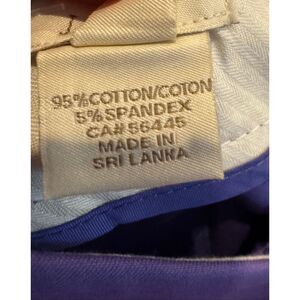 95%COTTON/COTON
5% SPANDEX
CA# 56445
MADE IN
SRI LANKA